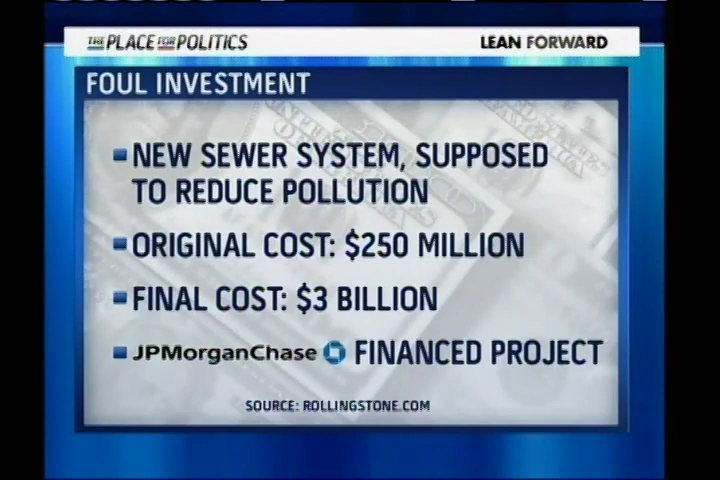 THE PLACE FOR POLITICS
LEAN FORWARD
FOUL INVESTMENT
NEW SEWER SYSTEM, SUPPOSED
TO REDUCE POLLUTION
ORIGINAL COST: $250 MILLION
FINAL COST: $3 BILLION
JPMorganChase FINANCED PROJECT
SOURCE: ROLLINGSTONE.COM